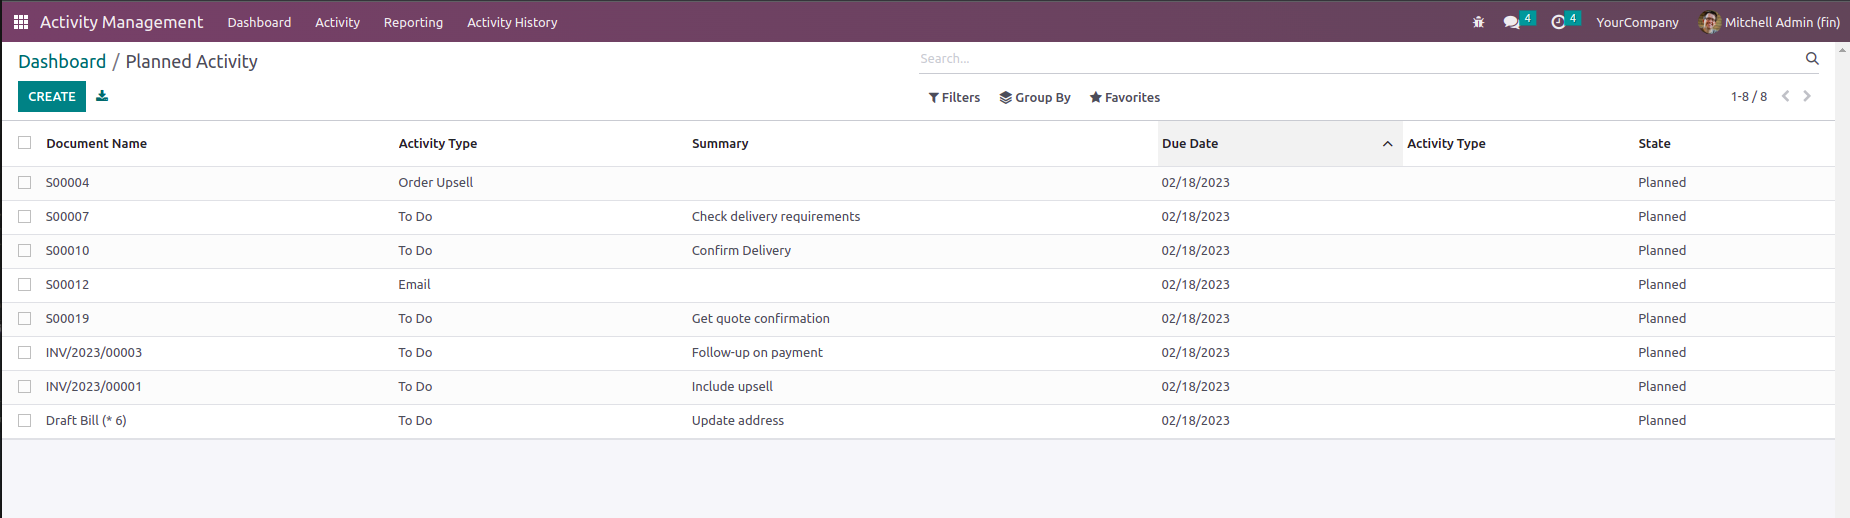 Activity Management Dashboard Activity Reporting Activity History 4 4 YourCompany Mitchell Admin (fin)
Dashboard / Planned Activity Search...
CREATE Filters Group By Favorites 1-8 / 8
Document Name Activity Type Summary Due Date Activity Type State
S00004 Order Upsell 02/18/2023 Planned
S00007 To Do Check delivery requirements 02/18/2023 Planned
S00010 To Do Confirm Delivery 02/18/2023 Planned
S00012 Email 02/18/2023 Planned
S00019 To Do Get quote confirmation 02/18/2023 Planned
INV/2023/00003 To Do Follow-up on payment 02/18/2023 Planned
INV/2023/00001 To Do Include upsell 02/18/2023 Planned
Draft Bill (* 6) To Do Update address 02/18/2023 Planned